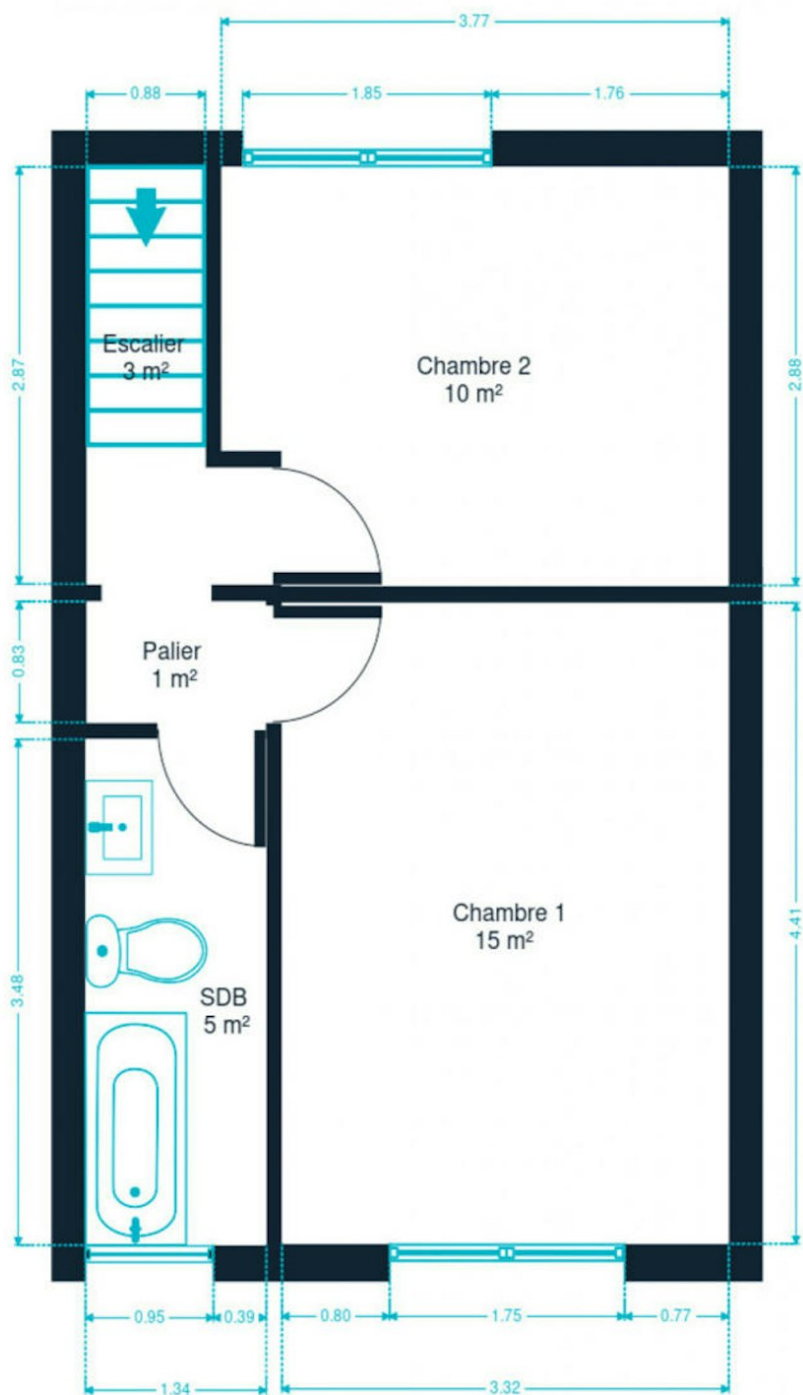 3.77
0.88
1.85
1.76
2.87
2.88
Escalier
3 m²
Chambre 2
10 m²
0.83
Palier
1 m²
3.48
4.41
Chambre 1
15 m²
SDB
5 m²
0.95
0.39
0.80
1.75
0.77
1.34
3.32